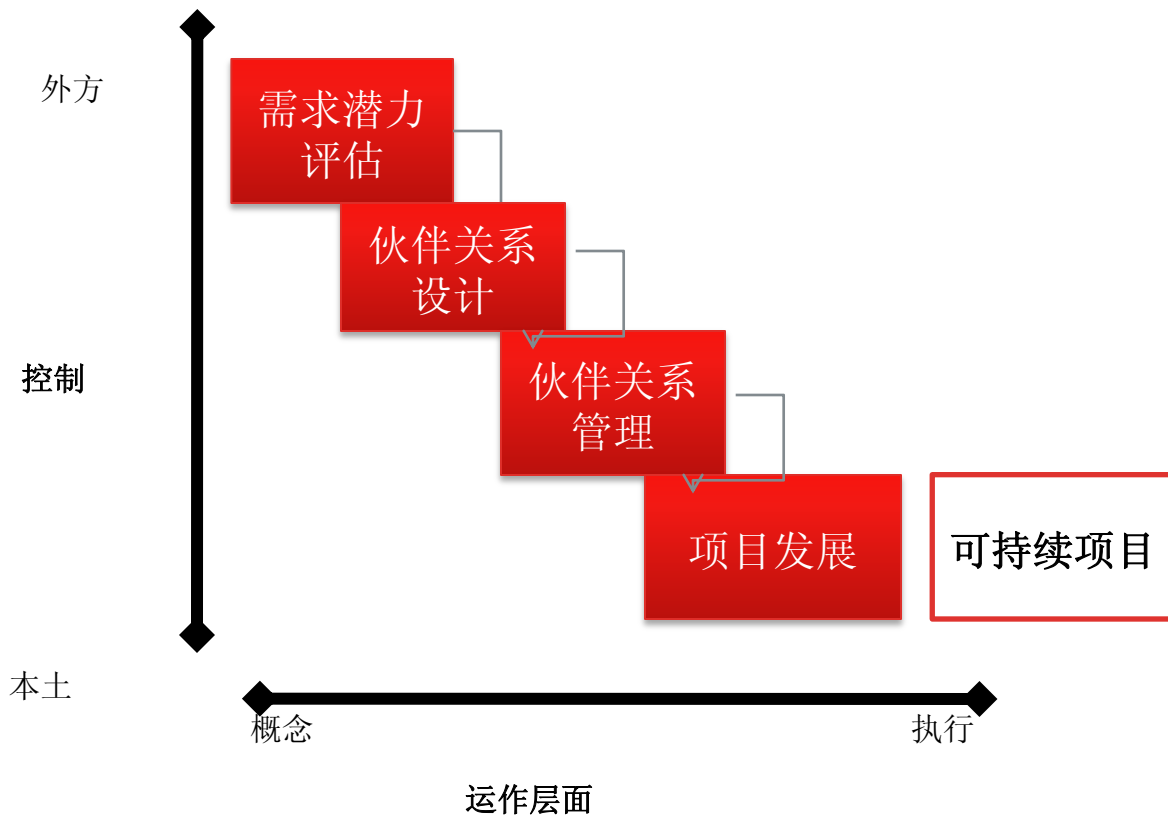 外方
需求潜力
评估
伙伴关系
设计
控制
伙伴关系
管理
项目发展
可持续项目
本土
概念
执行
运作层面